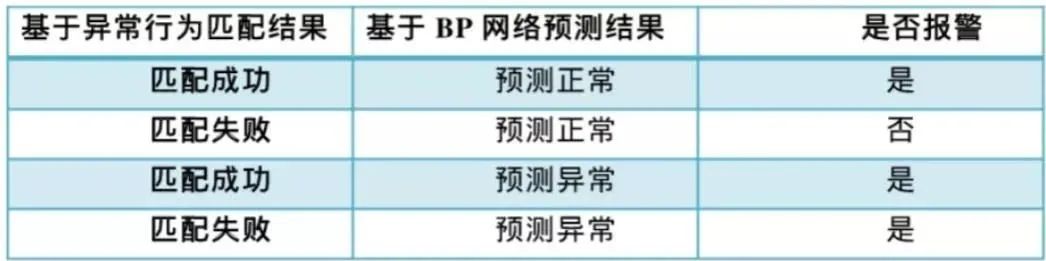 基于异常行为匹配结果 基于 BP 网络预测结果 是否报警
匹配成功 预测正常 是
匹配失败 预测正常 否
匹配成功 预测异常 是
匹配失败 预测异常 是